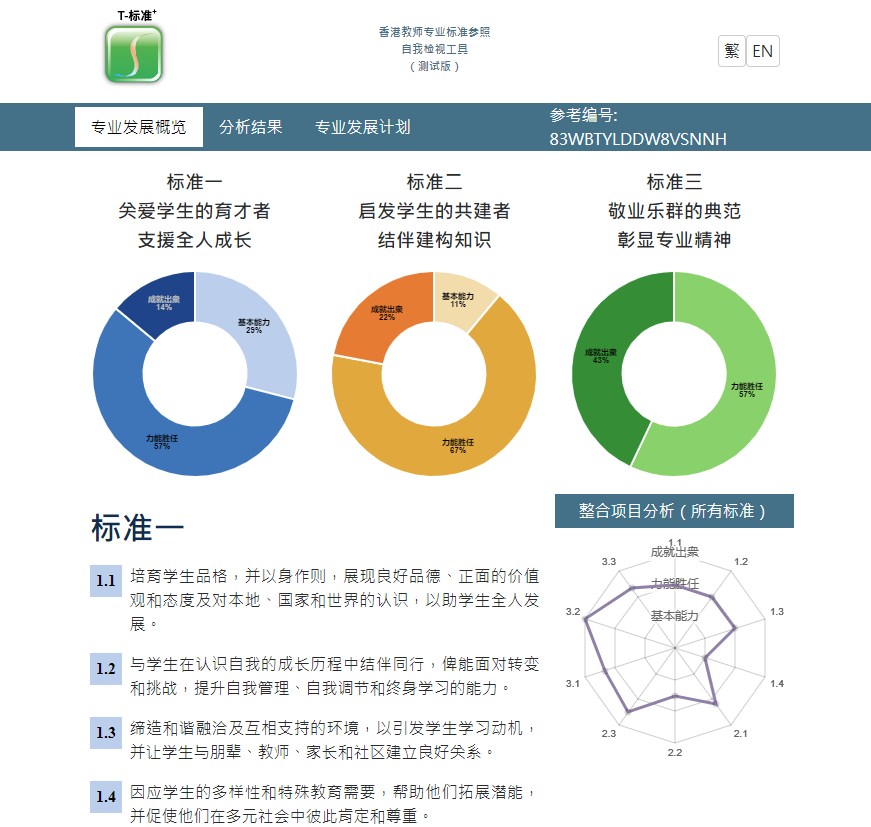 T-标准+
香港教师专业标准参照
自我检视工具
（测试版）
繁 EN
专业发展概览 分析结果 专业发展计划
参考编号:
83WBTYLDDW8VSNNH
标准一
关爱学生的育才者
支援全人成长
标准二
启发学生的共建者
结伴建构知识
标准三
敬业乐群的典范
彰显专业精神
成就出衆
14%
基本能力
29%
力能胜任
57%
基本能力
11%
成就出衆
22%
力能胜任
67%
成就出衆
43%
力能胜任
57%
标准一
1.1 培育学生品格，并以身作则，展现良好品德、正面的价值
观和态度及对本地、国家和世界的认识，以助学生全人发
展。
1.2 与学生在认识自我的成长历程中结伴同行，俾能面对转变
和挑战，提升自我管理、自我调节和终身学习的能力。
1.3 缔造和谐融洽及互相支持的环境，以引发学生学习动机，
并让学生与朋辈、教师、家长和社区建立良好关系。
1.4 因应学生的多样性和特殊教育需要，帮助他们拓展潜能，
并促使他们在多元社会中彼此肯定和尊重。
整合项目分析（所有标准）
1.1
成就出衆
3.3 1.2
力能胜任
3.2 1.3
基本能力
3.1 1.4
2.3 2.1
2.2